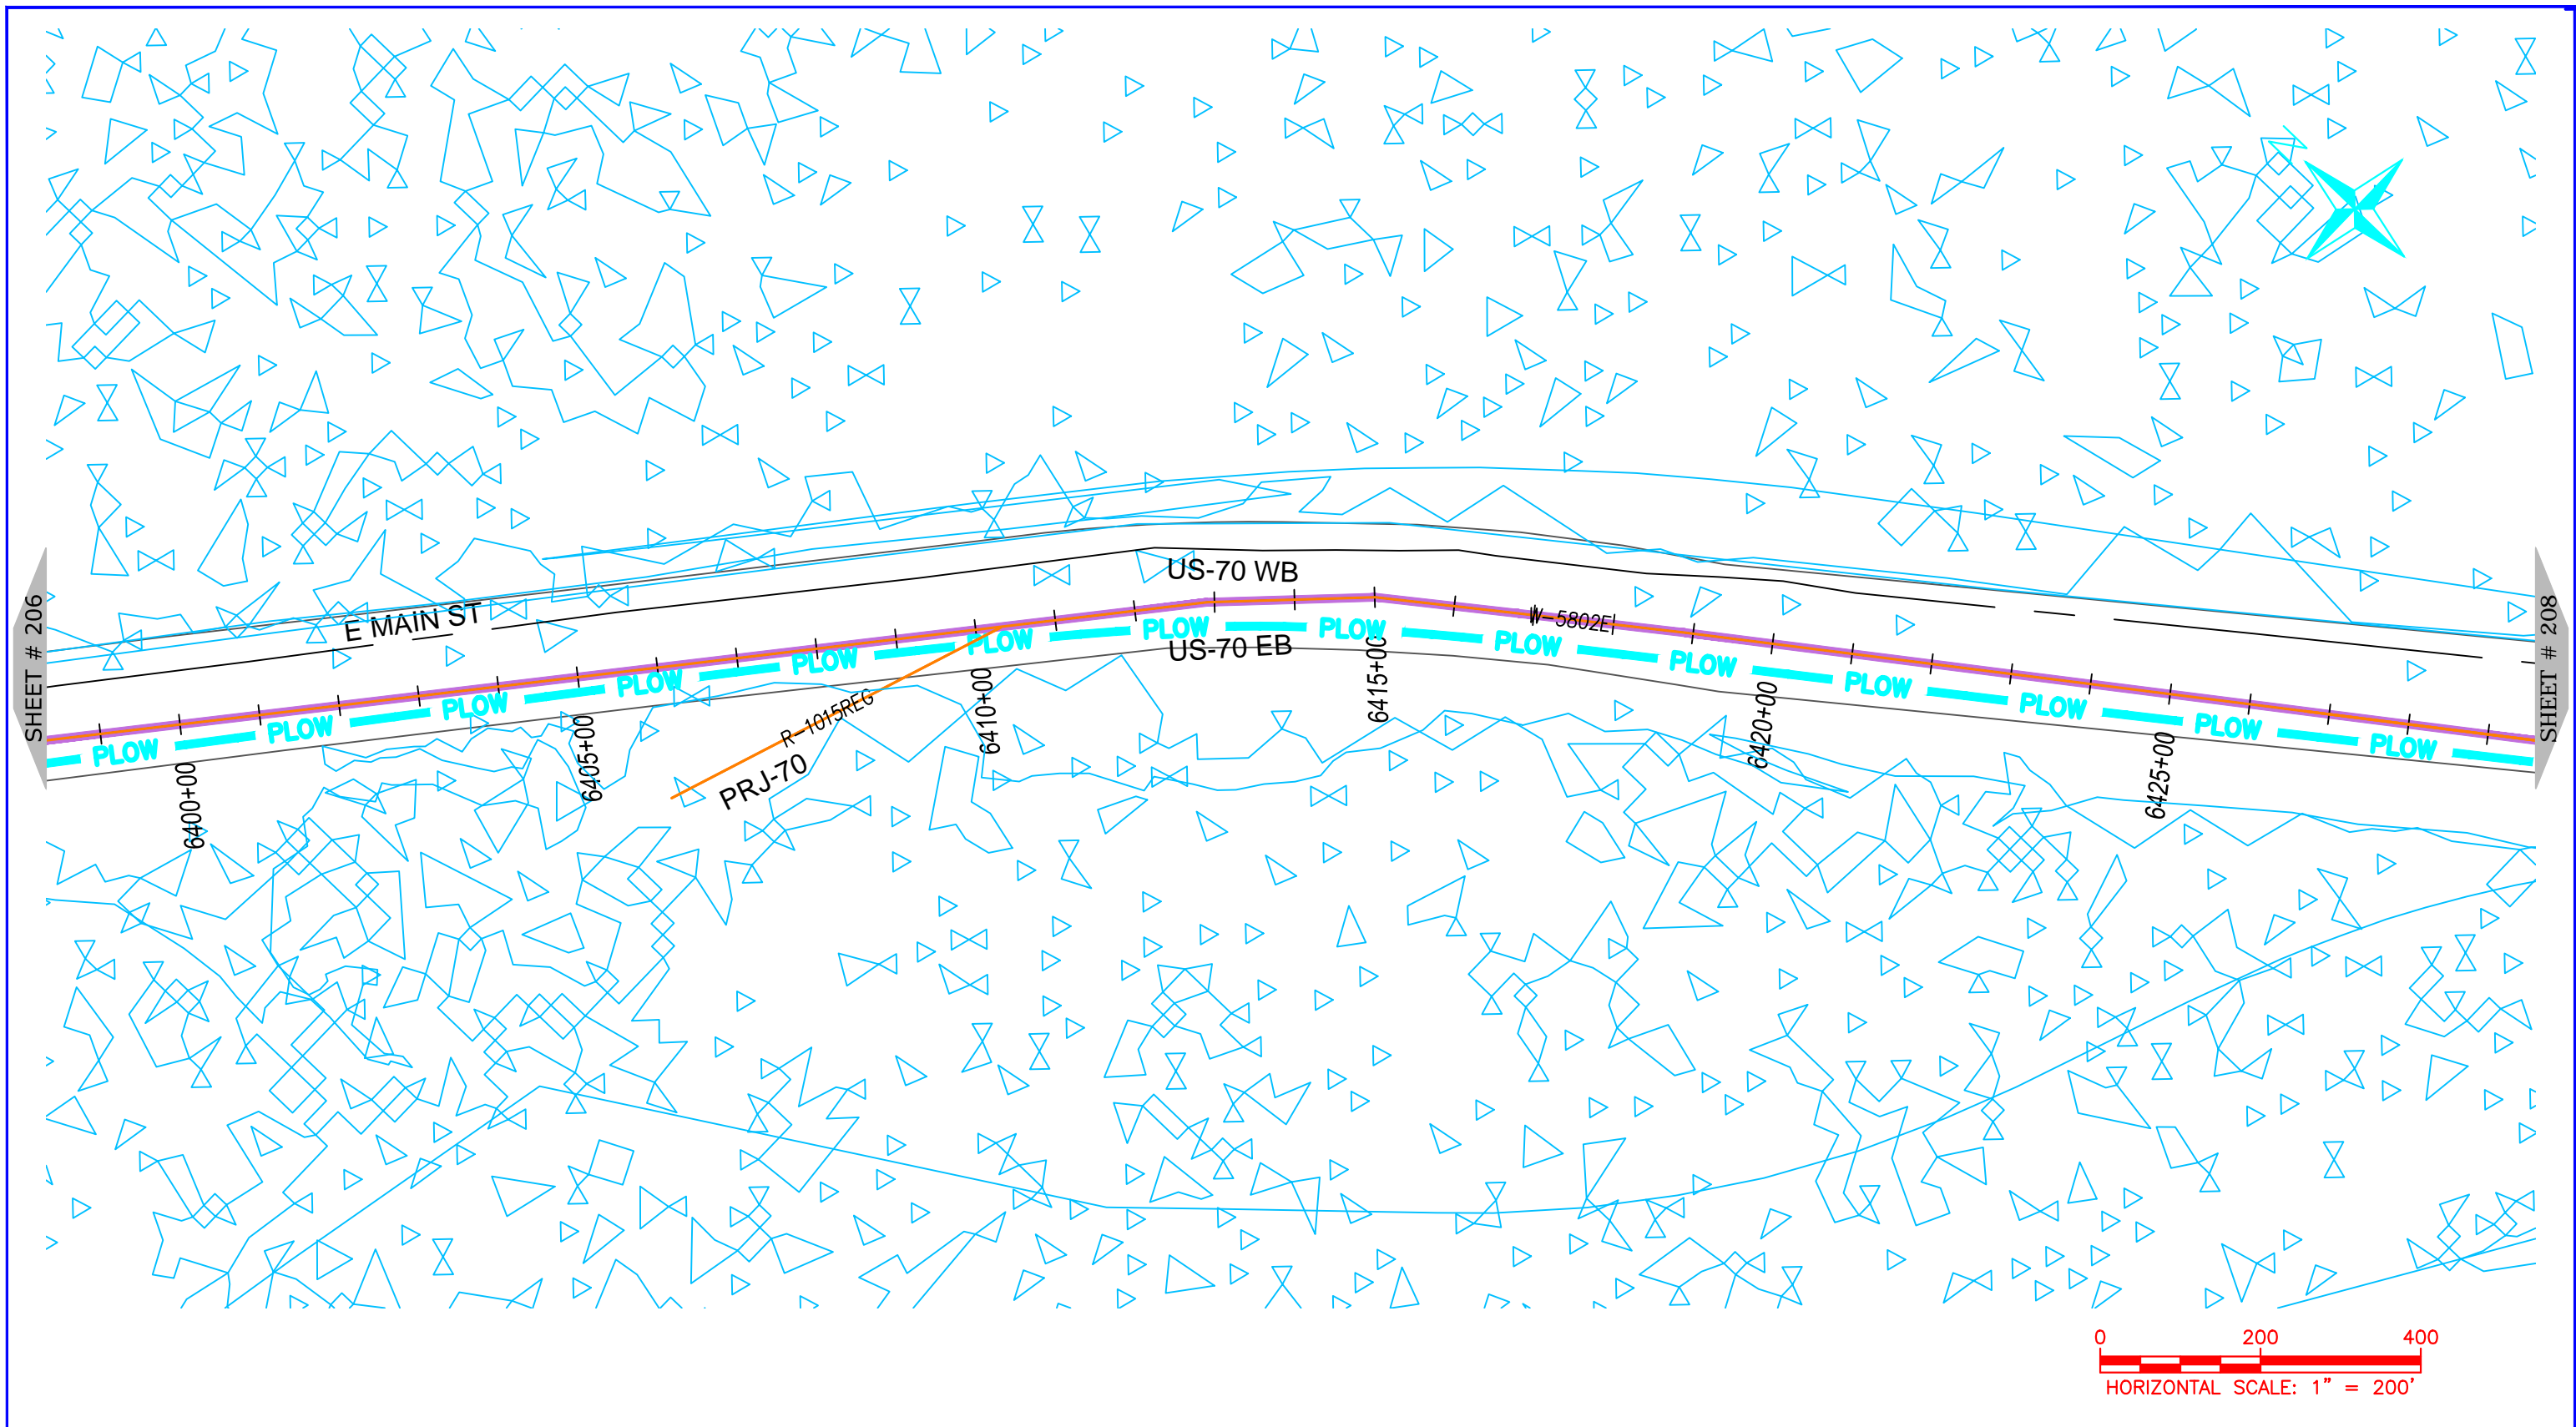 SHEET # 206
SHEET # 208
E MAIN ST
US-70 WB
US-70 EB
W-5802E
R-1015REG
PRJ-70
PLOW
PLOW
PLOW
PLOW
PLOW
PLOW
PLOW
PLOW
PLOW
PLOW
PLOW
PLOW
PLOW
PLOW
6400+00
6405+00
6410+00
6415+00
6420+00
6425+00
0 200 400
HORIZONTAL SCALE: 1" = 200'